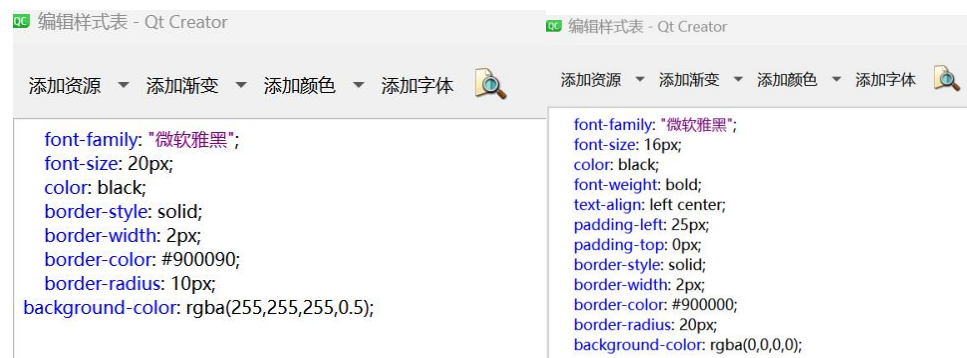 编辑样式表 - Qt Creator
添加资源 添加渐变 添加颜色 添加字体
font-family: "微软雅黑";
font-size: 20px;
color: black;
border-style: solid;
border-width: 2px;
border-color: #900090;
border-radius: 10px;
background-color: rgba(255,255,255,0.5);
编辑样式表 - Qt Creator
添加资源 添加渐变 添加颜色 添加字体
font-family: "微软雅黑";
font-size: 16px;
color: black;
font-weight: bold;
text-align: left center;
padding-left: 25px;
padding-top: 0px;
border-style: solid;
border-width: 2px;
border-color: #900000;
border-radius: 20px;
background-color: rgba(0,0,0,0);